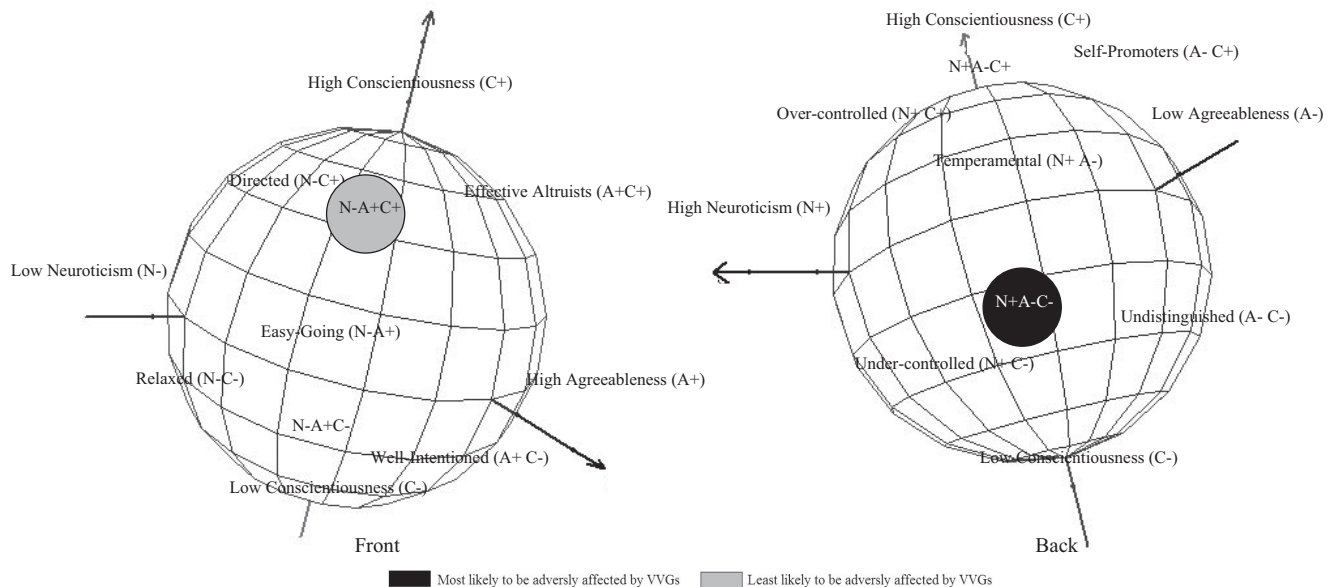 High Conscientiousness (C+)
Directed (N-C+)
Effective Altruists (A+C+)
N-A+C+
Low Neuroticism (N-)
Easy-Going (N-A+)
Relaxed (N-C-)
High Agreeableness (A+)
N-A+C-
Well-Intentioned (A+ C-)
Low Conscientiousness (C-)
Front
High Conscientiousness (C+)
Self-Promoters (A- C+)
N+A-C+
Over-controlled (N+ C+)
Low Agreeableness (A-)
Temperamental (N+ A-)
High Neuroticism (N+)
N+A-C-
Undistinguished (A- C-)
Under-controlled (N+ C-)
Low Conscientiousness (C-)
Back
Most likely to be adversly affected by VVGs
Least likely to be adversly affected by VVGs